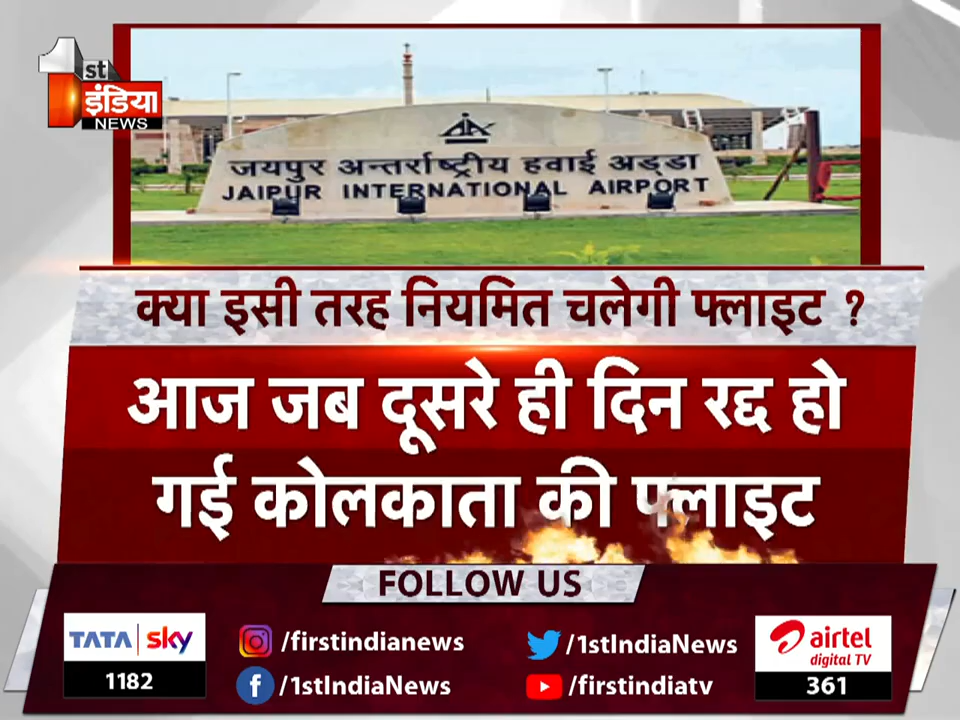 1st
इंडिया
NEWS
जयपुर अन्तर्राष्ट्रीय हवाई अड्डा
JAIPUR INTERNATIONAL AIRPORT
क्या इसी तरह नियमित चलेगी फ्लाइट ?
आज जब दूसरे ही दिन रद्द हो
गई कोलकाता की फ्लाइट
FOLLOW US
TATA sky
1182
/firstindianews
/1stIndiaNews
/1stIndiaNews
/firstindiatv
airtel
digital TV
361